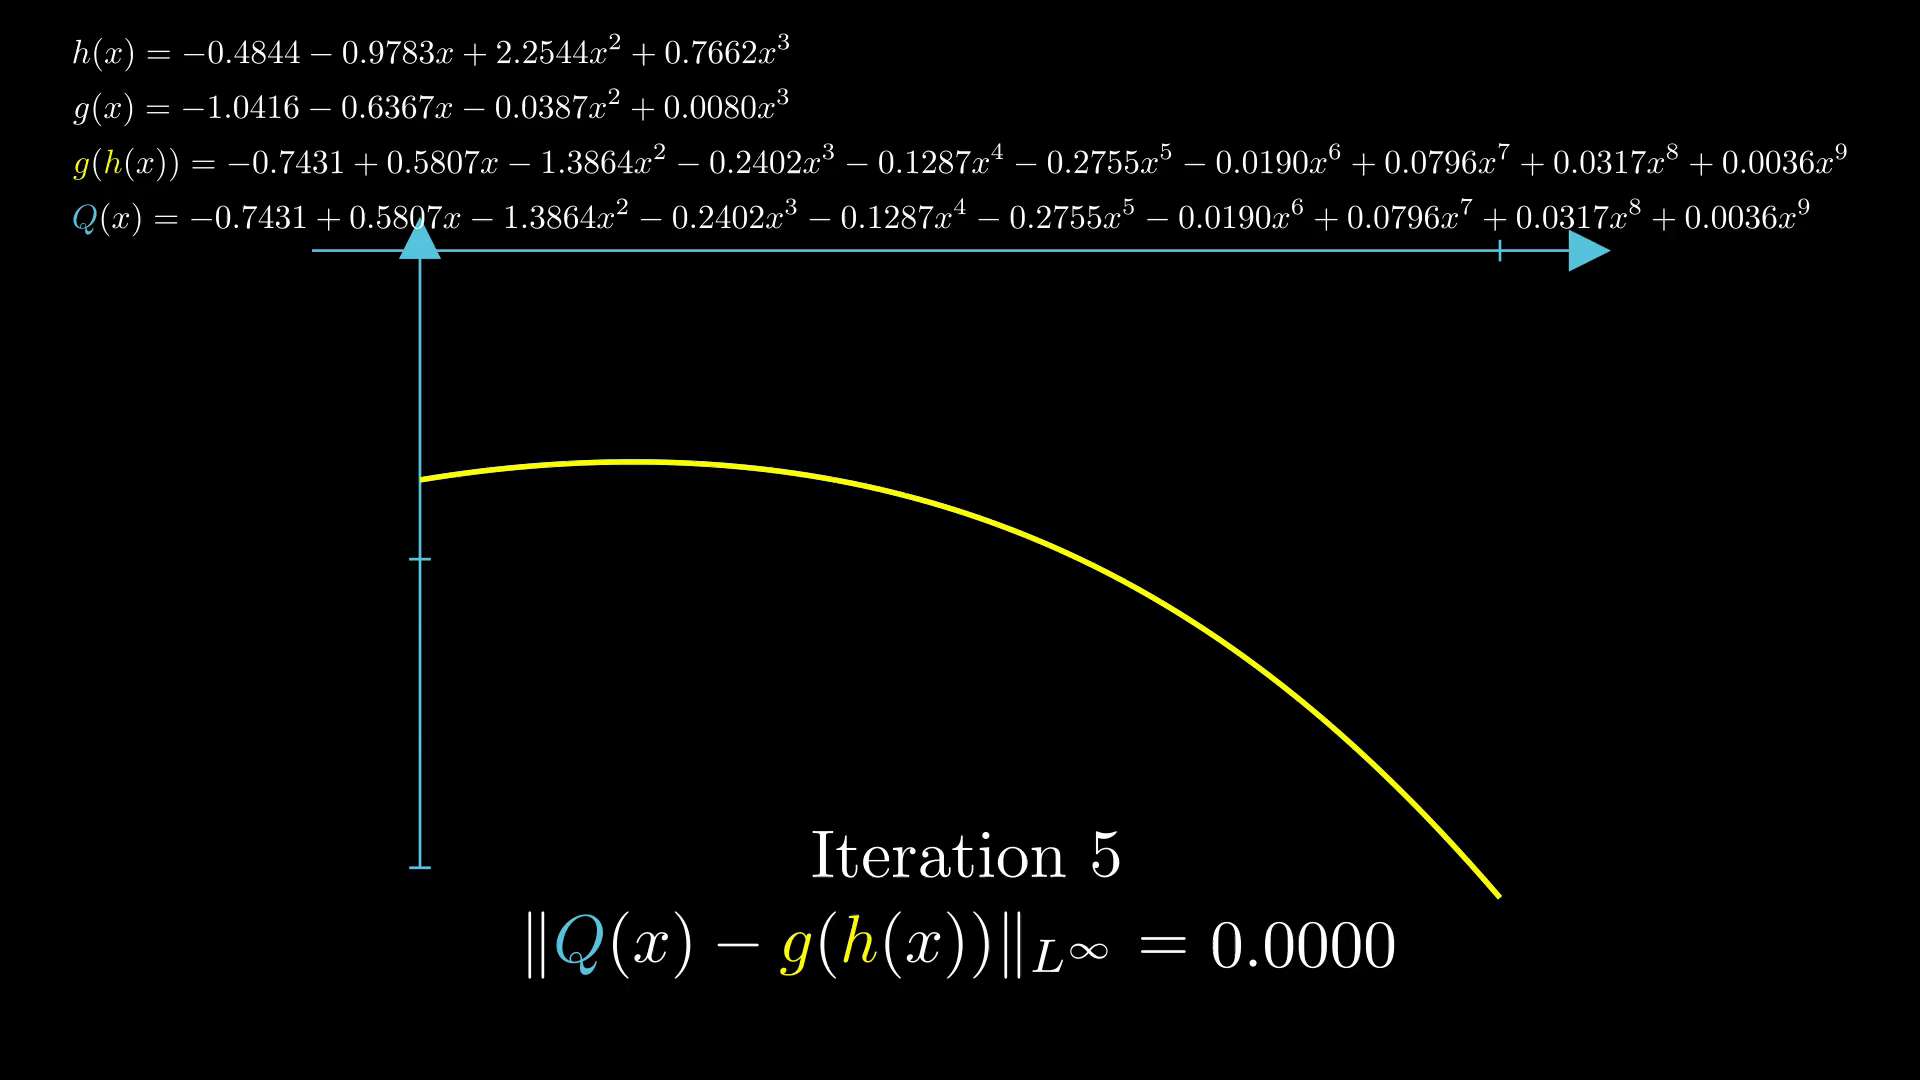 h(x) = −0.4844 − 0.9783x + 2.2544x² + 0.7662x³
g(x) = −1.0416 − 0.6367x − 0.0387x² + 0.0080x³
g(h(x)) = −0.7431 + 0.5807x − 1.3864x² − 0.2402x³ − 0.1287x⁴ − 0.2755x⁵ − 0.0190x⁶ + 0.0796x⁷ + 0.0317x⁸ + 0.0036x⁹
Q(x) = −0.7431 + 0.5807x − 1.3864x² − 0.2402x³ − 0.1287x⁴ − 0.2755x⁵ − 0.0190x⁶ + 0.0796x⁷ + 0.0317x⁸ + 0.0036x⁹
Iteration 5
‖Q(x) − g(h(x))‖_{L^∞} = 0.0000